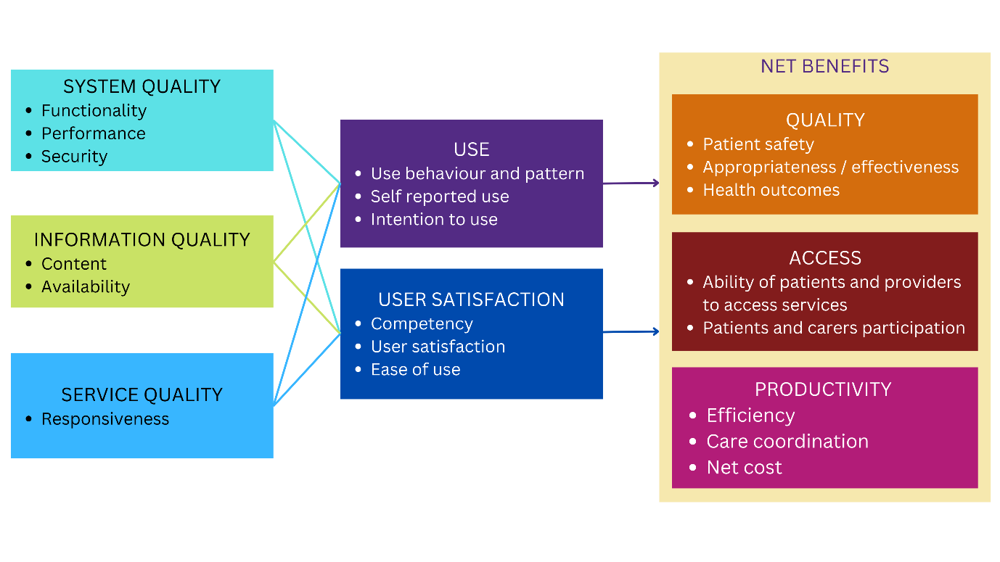 SYSTEM QUALITY
• Functionality
• Performance
• Security
INFORMATION QUALITY
• Content
• Availability
SERVICE QUALITY
• Responsiveness
USE
• Use behaviour and pattern
• Self reported use
• Intention to use
USER SATISFACTION
• Competency
• User satisfaction
• Ease of use
NET BENEFITS
QUALITY
• Patient safety
• Appropriateness / effectiveness
• Health outcomes
ACCESS
• Ability of patients and providers
to access services
• Patients and carers participation
PRODUCTIVITY
• Efficiency
• Care coordination
• Net cost